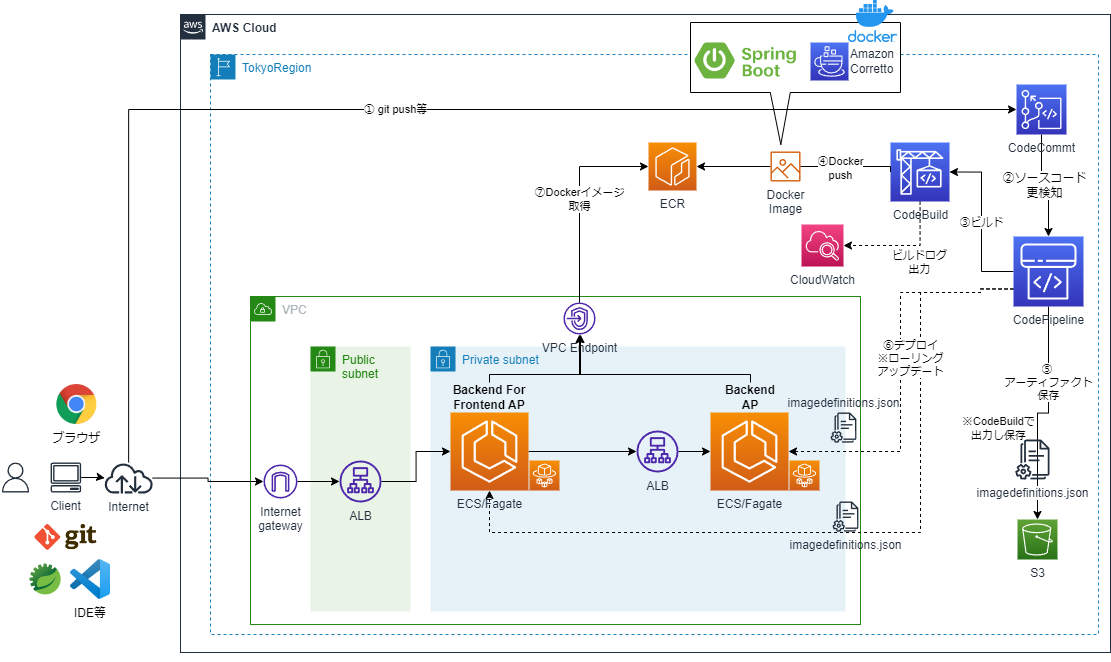 aws
AWS Cloud
TokyoRegion
docker
Spring
Boot
Amazon
Corretto
① git push等
CodeCommt
②ソースコード
更検知
ECR
Docker
Image
④Docker
push
CodeBuild
③ビルド
⑦Dockerイメージ
取得
CloudWatch
ビルドログ
出力
CodePipeline
VPC
VPC Endpoint
⑥デプロイ
※ローリング
アップデート
⑤
アーティファクト
保存
Public
subnet
Private subnet
Backend For
Frontend AP
Backend
AP
imagedefinitions.json
※CodeBuildで
出力し保存
ブラウザ
Client
Internet
Internet
gateway
ALB
ECS/Fagate
ALB
ECS/Fagate
imagedefinitions.json
imagedefinitions.json
S3
git
IDE等